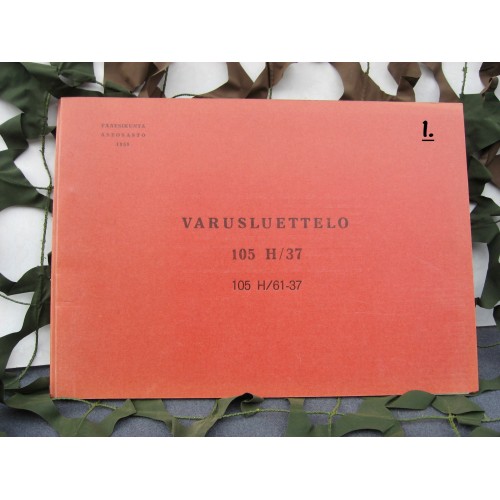 1.
VARUSLUETTELO
105 H/37
105 H/61-37